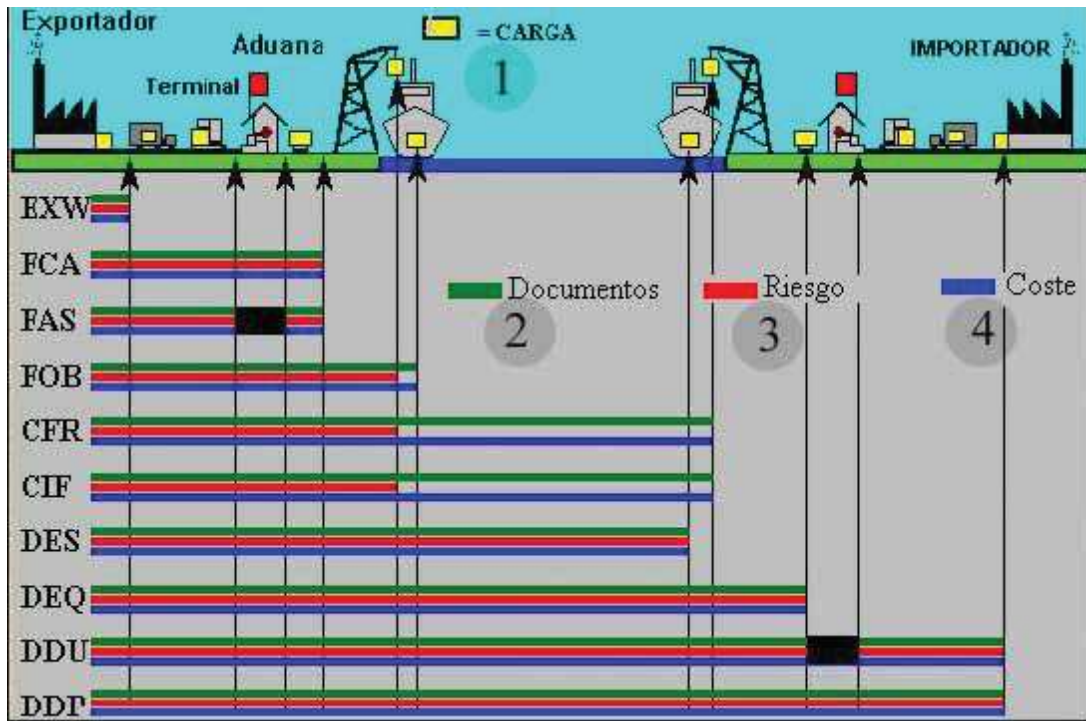 Exportador
= CARGA
Aduana
1
IMPORTADOR
Terminal
EXW
FCA
Documentos
Riesgo
Coste
FAS
2
3
4
FOB
CFR
CIF
DES
DEQ
DDU
DDP